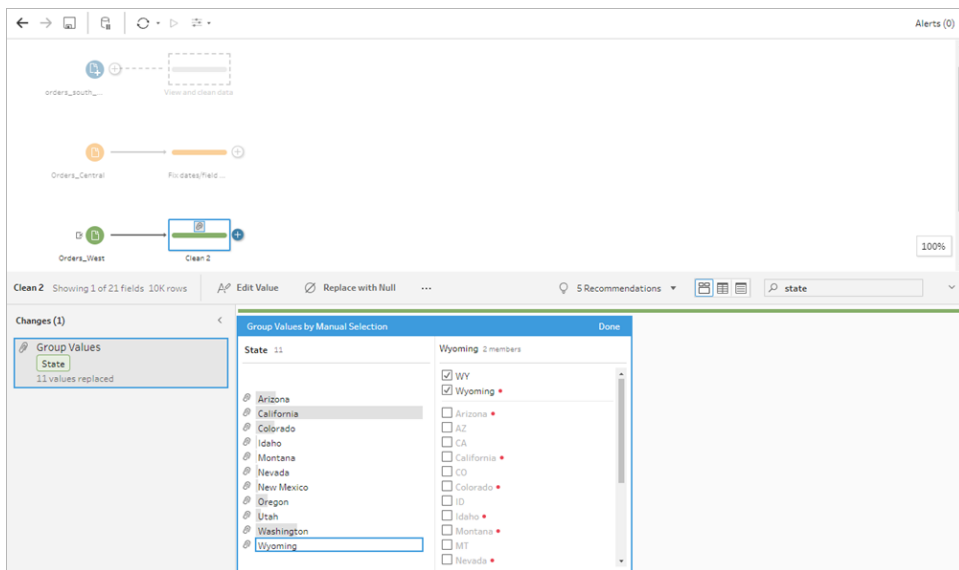 Alerts (0)
orders_south_...
View and clean data
Orders_Central
Fix dates/field ...
Orders_West
Clean 2
100%
Clean 2 Showing 1 of 21 fields 10K rows
Edit Value
Replace with Null
...
5 Recommendations
state
Changes (1)
Group Values
State
11 values replaced
Group Values by Manual Selection
Done
State 11
Arizona
California
Colorado
Idaho
Montana
Nevada
New Mexico
Oregon
Utah
Washington
Wyoming
Wyoming 2 members
WY
Wyoming
Arizona
AZ
CA
California
CO
Colorado
ID
Idaho
Montana
MT
Nevada